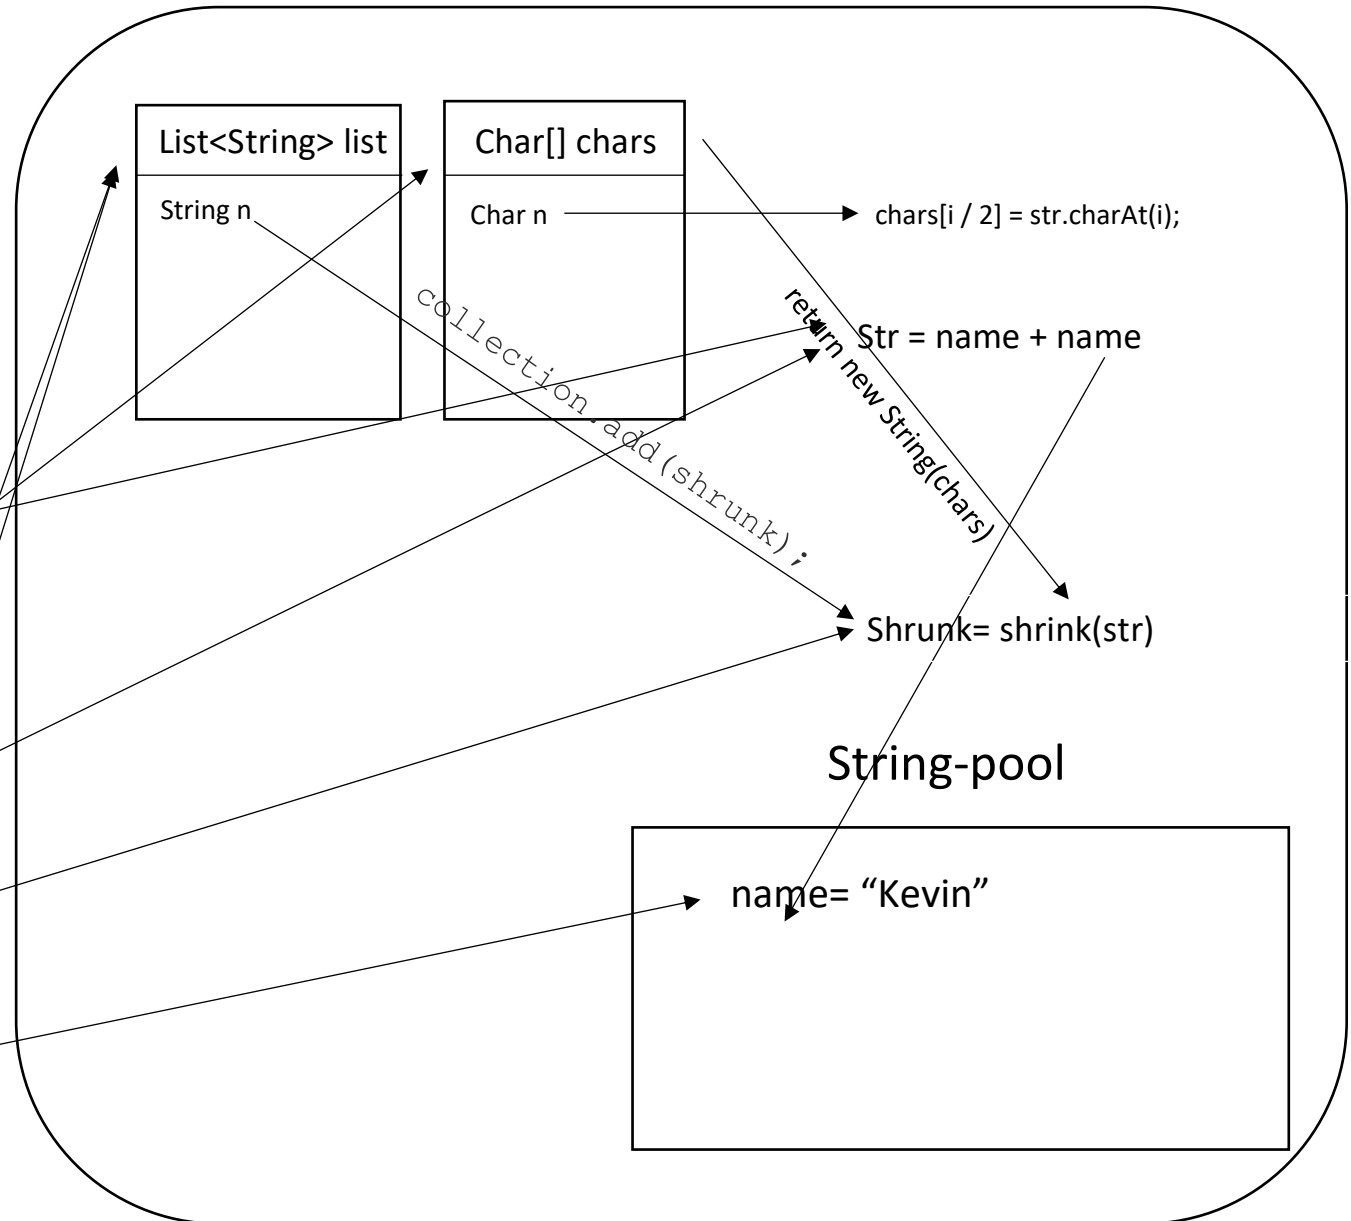 List<String> list
Char[] chars
String n
Char n
chars[i / 2] = str.charAt(i);
collection.add(shrunk);
return new String(chars)
Str = name + name
Shrunk= shrink(str)
String-pool
name= “Kevin”